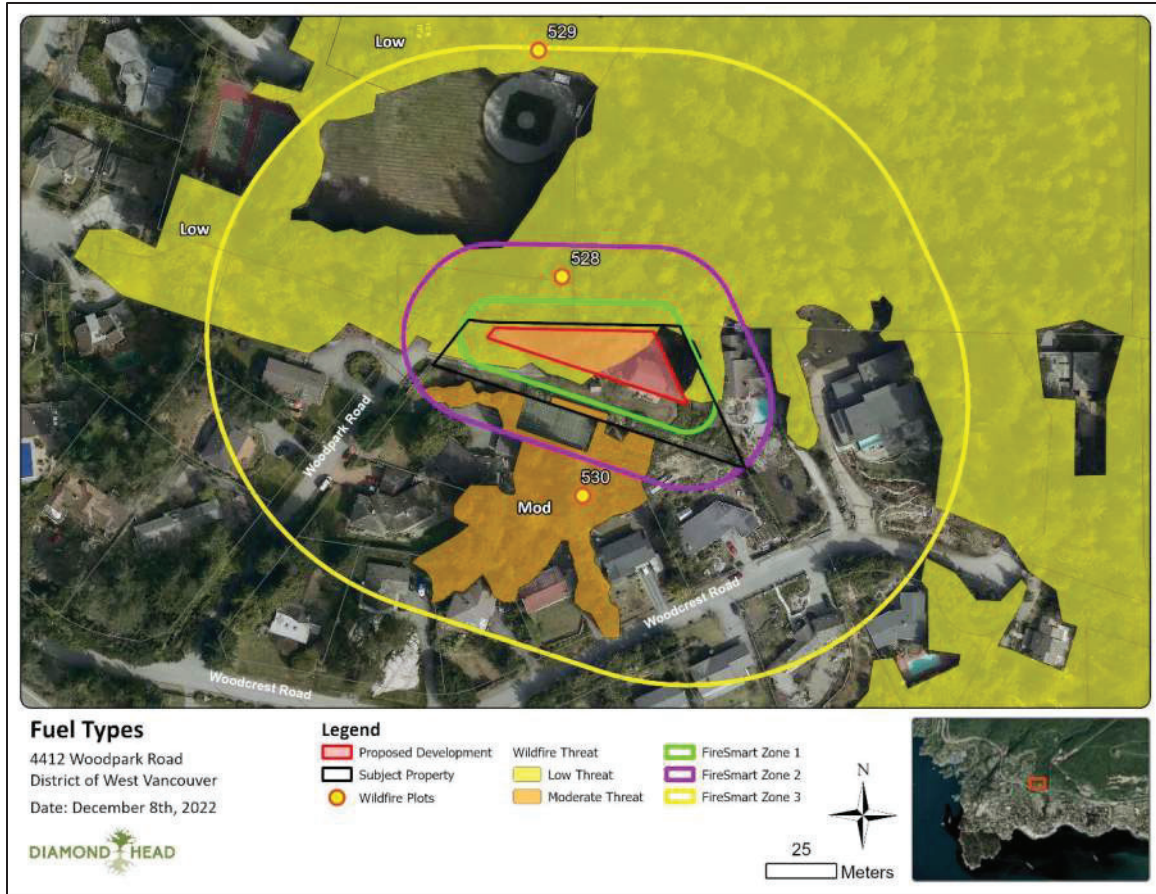 529
Low
528
Low
Woodpark Road
530
Mod
Woodcrest Road
Woodcrest Road
Fuel Types
4412 Woodpark Road
District of West Vancouver
Date: December 8th, 2022
DIAMOND HEAD
Legend
Proposed Development
Subject Property
Wildfire Plots
Wildfire Threat
Low Threat
Moderate Threat
FireSmart Zone 1
FireSmart Zone 2
FireSmart Zone 3
N
25
Meters